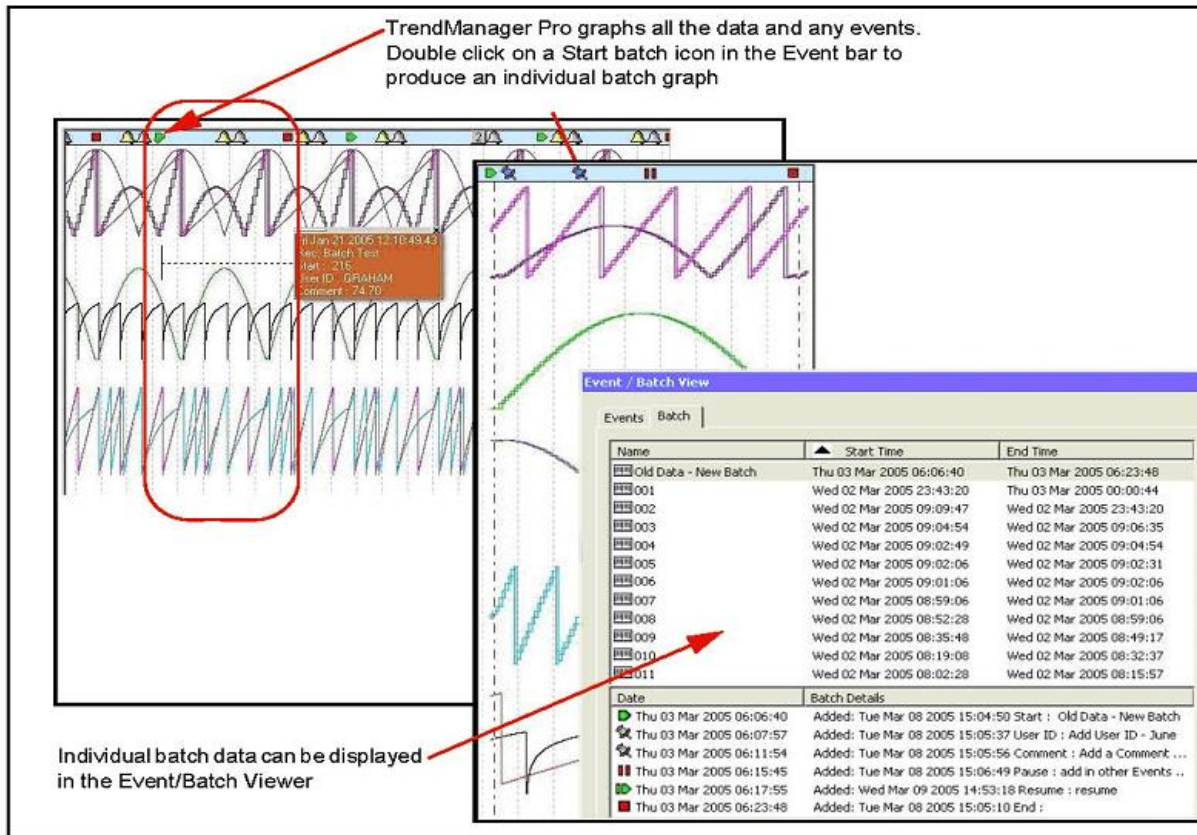 TrendManager Pro graphs all the data and any events.
Double click on a Start batch icon in the Event bar to
produce an individual batch graph
2
Fri Jan 21 2005 12:10:49.43
Rec: Batch Test
Start : 216
User ID : GRAHAM
Comment : 74.70
Event / Batch View
Events Batch
Name Start Time End Time
Old Data - New Batch Thu 03 Mar 2005 06:06:40 Thu 03 Mar 2005 06:23:48
001 Wed 02 Mar 2005 23:43:20 Thu 03 Mar 2005 00:00:44
002 Wed 02 Mar 2005 09:09:47 Wed 02 Mar 2005 23:43:20
003 Wed 02 Mar 2005 09:04:54 Wed 02 Mar 2005 09:06:35
004 Wed 02 Mar 2005 09:02:49 Wed 02 Mar 2005 09:04:54
005 Wed 02 Mar 2005 09:02:06 Wed 02 Mar 2005 09:02:31
006 Wed 02 Mar 2005 09:01:06 Wed 02 Mar 2005 09:02:06
007 Wed 02 Mar 2005 08:59:06 Wed 02 Mar 2005 09:01:06
008 Wed 02 Mar 2005 08:52:28 Wed 02 Mar 2005 08:59:06
009 Wed 02 Mar 2005 08:35:48 Wed 02 Mar 2005 08:49:17
010 Wed 02 Mar 2005 08:19:08 Wed 02 Mar 2005 08:32:37
011 Wed 02 Mar 2005 08:02:28 Wed 02 Mar 2005 08:15:57
Date Batch Details
Thu 03 Mar 2005 06:06:40 Added: Tue Mar 08 2005 15:04:50 Start : Old Data - New Batch
Thu 03 Mar 2005 06:07:57 Added: Tue Mar 08 2005 15:05:37 User ID : Add User ID - June
Thu 03 Mar 2005 06:11:54 Added: Tue Mar 08 2005 15:05:56 Comment : Add a Comment ...
Thu 03 Mar 2005 06:15:45 Added: Tue Mar 08 2005 15:06:49 Pause : add in other Events ..
Thu 03 Mar 2005 06:17:55 Added: Wed Mar 09 2005 14:53:18 Resume : resume
Thu 03 Mar 2005 06:23:48 Added: Tue Mar 08 2005 15:05:10 End :
Individual batch data can be displayed
in the Event/Batch Viewer